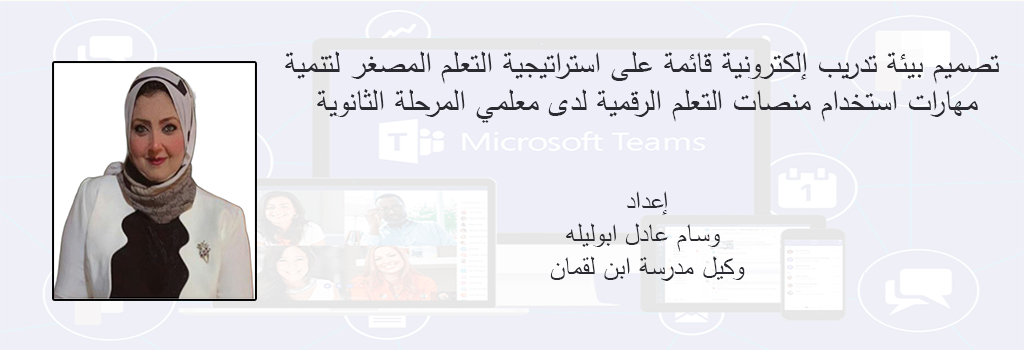 تصميم بيئة تدريب إلكترونية قائمة على استراتيجية التعلم المصغر لتنمية
مهارات استخدام منصات التعلم الرقمية لدى معلمي المرحلة الثانوية
Microsoft Teams
إعداد
وسام عادل ابوليله
وكيل مدرسة ابن لقمان